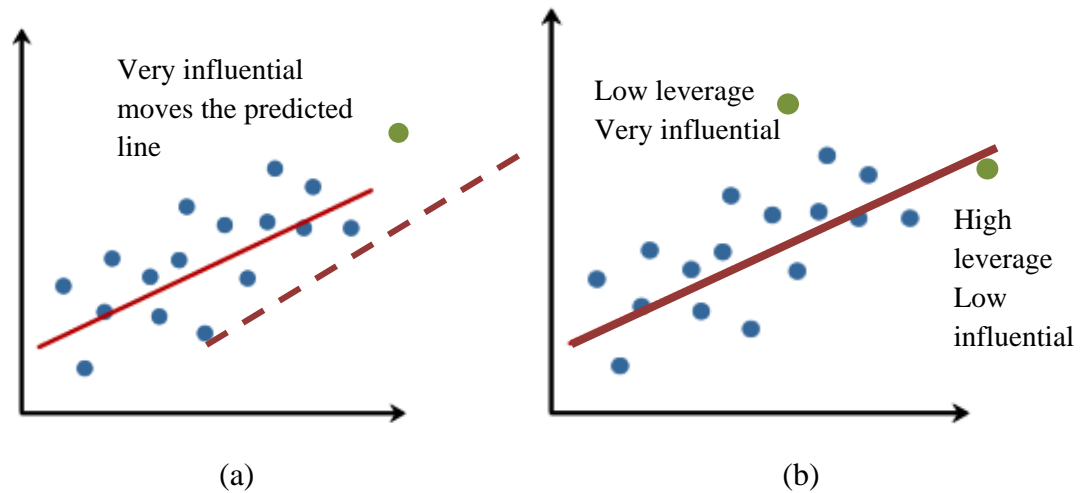 Very influential
moves the predicted
line
Low leverage
Very influential
High
leverage
Low
influential
(a)
(b)